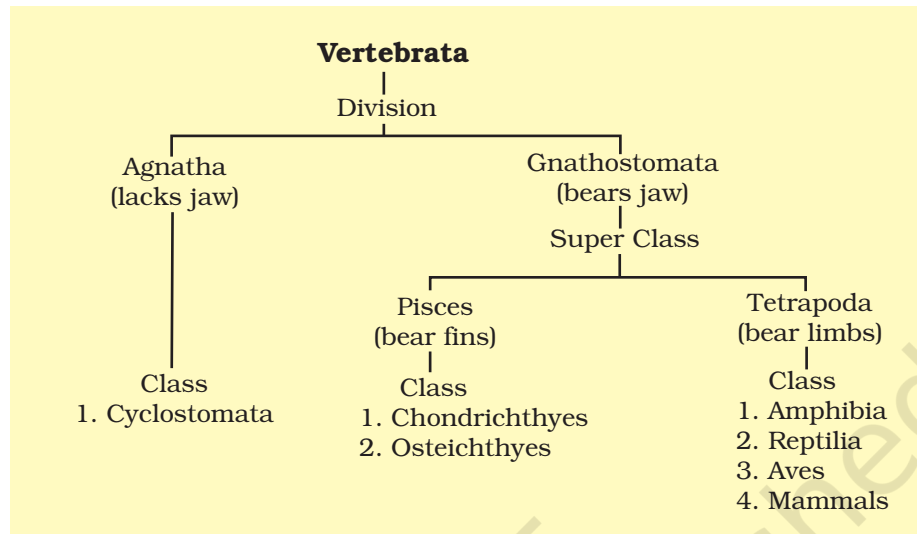 Vertebrata
Division
Agnatha
(lacks jaw)
Gnathostomata
(bears jaw)
Super Class
Pisces
(bear fins)
Tetrapoda
(bear limbs)
Class
1. Cyclostomata
Class
1. Chondrichthyes
2. Osteichthyes
Class
1. Amphibia
2. Reptilia
3. Aves
4. Mammals